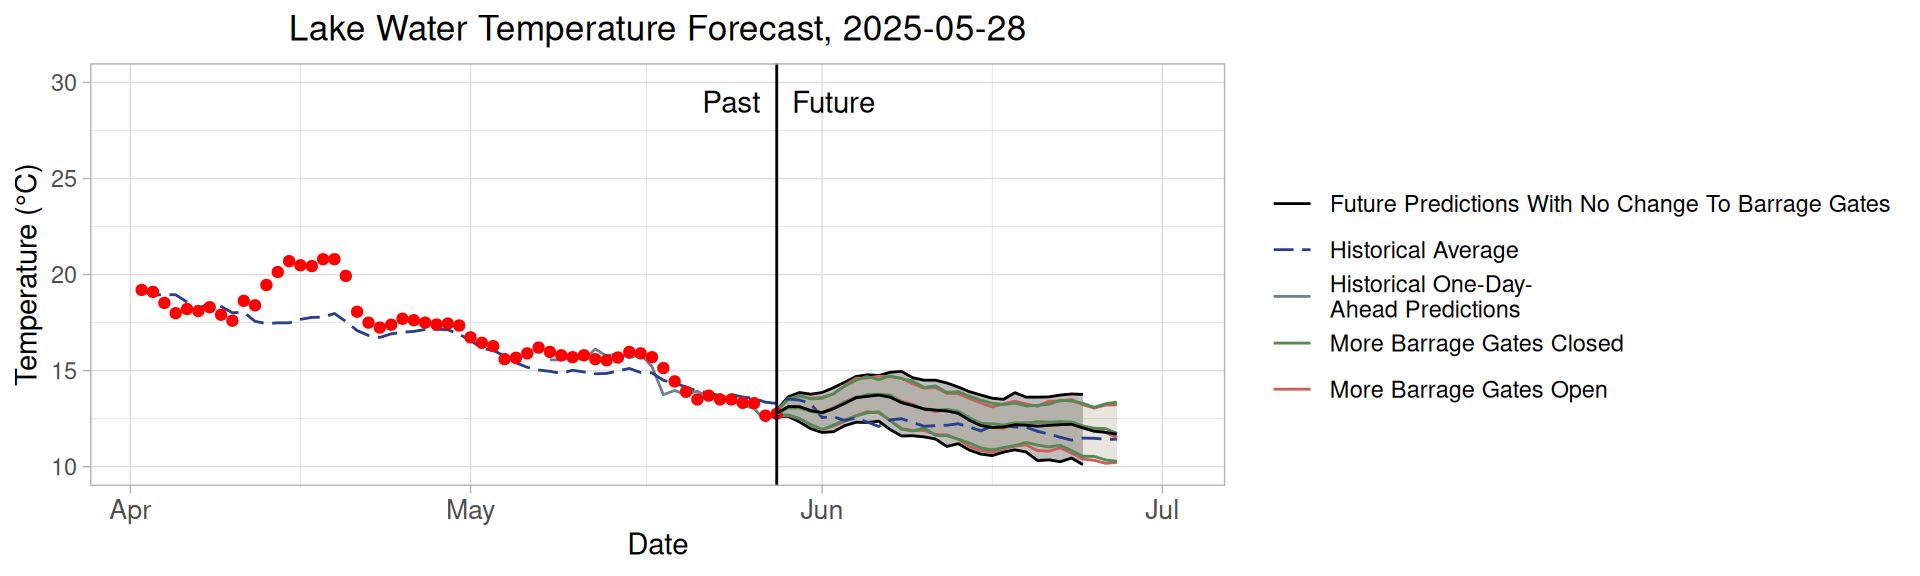 Lake Water Temperature Forecast, 2025-05-28
30
25
20
15
10
Temperature (°C)
Past
Future
Apr
May
Jun
Jul
Date
Future Predictions With No Change To Barrage Gates
Historical Average
Historical One-Day-
Ahead Predictions
More Barrage Gates Closed
More Barrage Gates Open